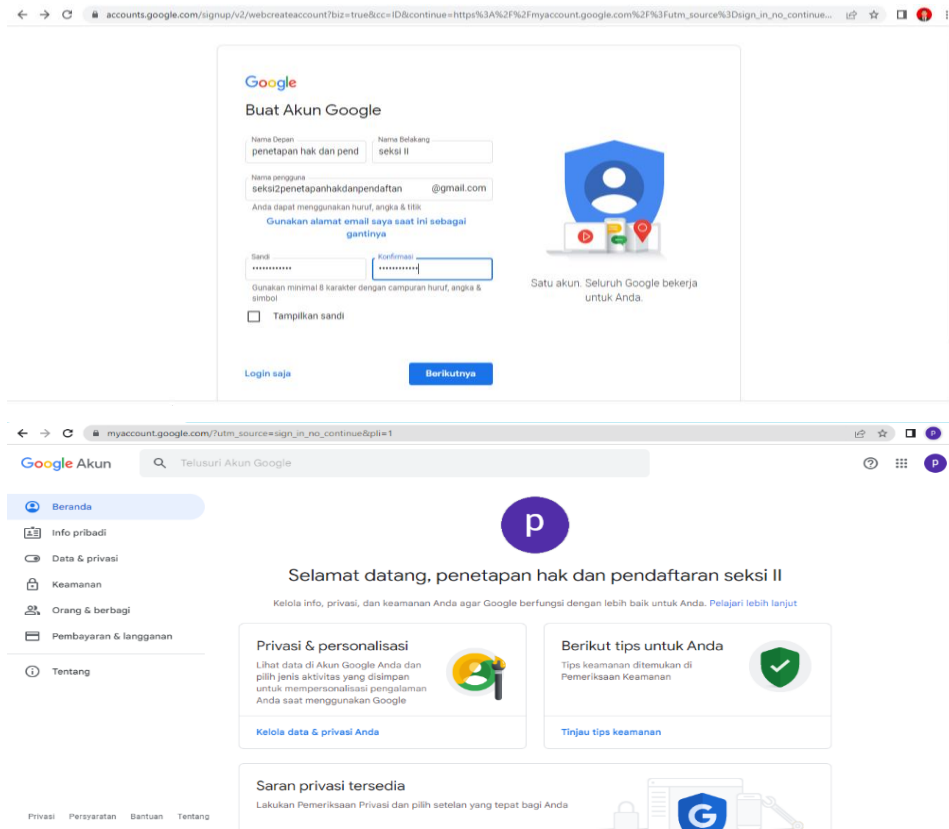 accounts.google.com/signup/v2/webcreateaccount?biz=true&cc=ID&continue=https%3A%2F%2Fmyaccount.google.com%2F%3Futm_source%3Dsign_in_no_continue...
Google
Buat Akun Google
Nama Depan
Nama Belakang
penetapan hak dan pend
seksi II
Nama pengguna
seksi2penetapanhakdanpendaftan
@gmail.com
Anda dapat menggunakan huruf, angka & titik
Gunakan alamat email saya saat ini sebagai
gantinya
Sandi
Konfirmasi
••••••••••••
••••••••••••
Gunakan minimal 8 karakter dengan campuran huruf, angka &
simbol
Tampilkan sandi
Satu akun. Seluruh Google bekerja
untuk Anda.
Login saja
Berikutnya
myaccount.google.com/?utm_source=sign_in_no_continue&pli=1
P
Google Akun
Telusuri Akun Google
P
Beranda
Info pribadi
Data & privasi
Keamanan
Orang & berbagi
Pembayaran & langganan
Tentang
p
Selamat datang, penetapan hak dan pendaftaran seksi II
Kelola info, privasi, dan keamanan Anda agar Google berfungsi dengan lebih baik untuk Anda. Pelajari lebih lanjut
Privasi & personalisasi
Lihat data di Akun Google Anda dan
pilih jenis aktivitas yang disimpan
untuk mempersonalisasi pengalaman
Anda saat menggunakan Google
Kelola data & privasi Anda
Berikut tips untuk Anda
Tips keamanan ditemukan di
Pemeriksaan Keamanan
Tinjau tips keamanan
Saran privasi tersedia
Lakukan Pemeriksaan Privasi dan pilih setelan yang tepat bagi Anda
G
Privasi Persyaratan Bantuan Tentang